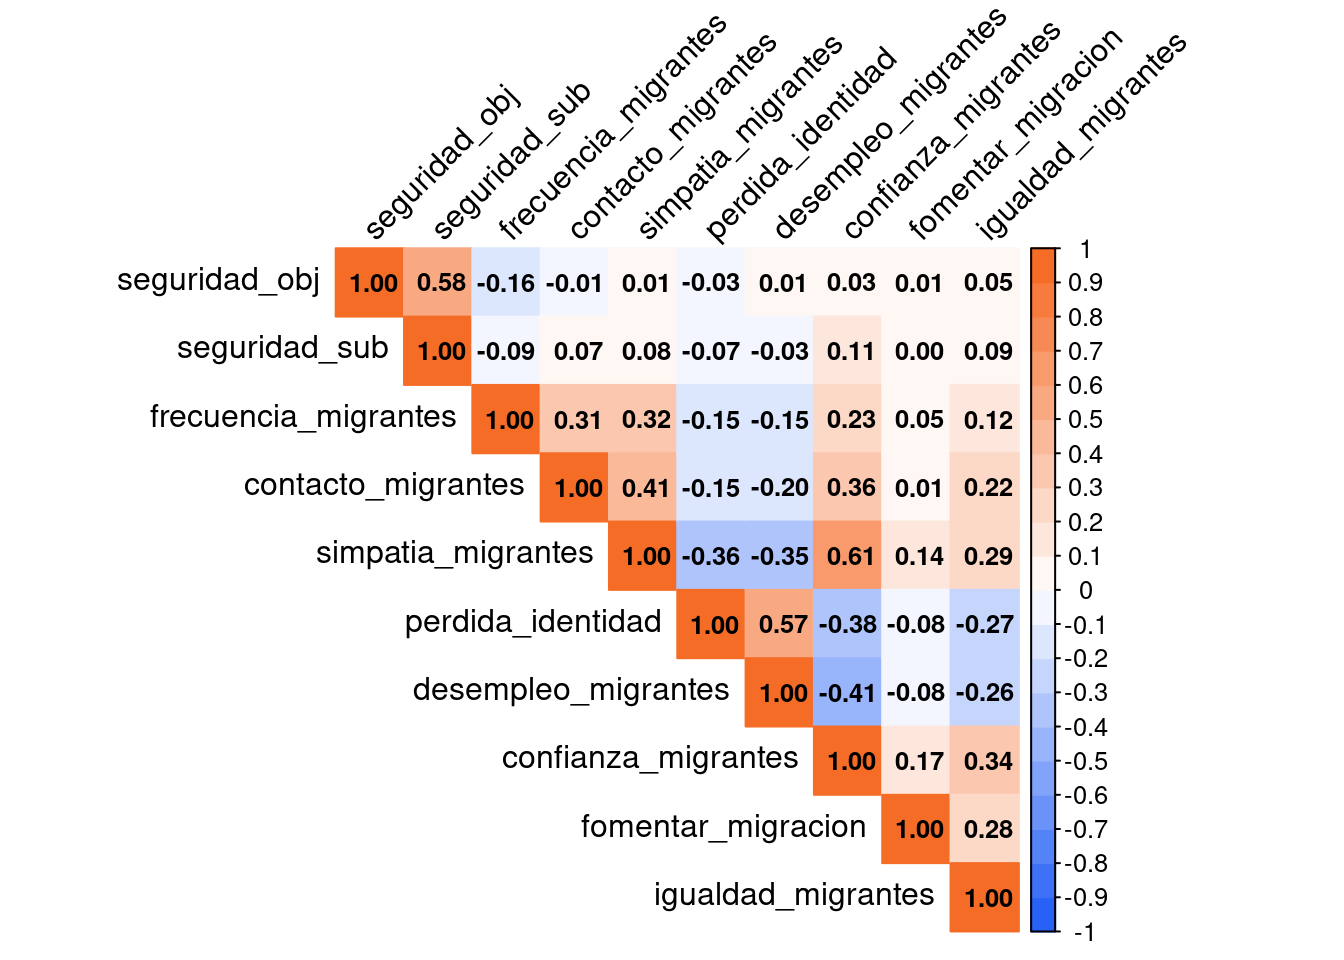 seguridad_obj
seguridad_sub
frecuencia_migrantes
contacto_migrantes
simpatia_migrantes
perdida_identidad
desempleo_migrantes
confianza_migrantes
fomentar_migracion
igualdad_migrantes
seguridad_obj 1.00 0.58 -0.16 -0.01 0.01 -0.03 0.01 0.03 0.01 0.05
seguridad_sub 1.00 -0.09 0.07 0.08 -0.07 -0.03 0.11 0.00 0.09
frecuencia_migrantes 1.00 0.31 0.32 -0.15 -0.15 0.23 0.05 0.12
contacto_migrantes 1.00 0.41 -0.15 -0.20 0.36 0.01 0.22
simpatia_migrantes 1.00 -0.36 -0.35 0.61 0.14 0.29
perdida_identidad 1.00 0.57 -0.38 -0.08 -0.27
desempleo_migrantes 1.00 -0.41 -0.08 -0.26
confianza_migrantes 1.00 0.17 0.34
fomentar_migracion 1.00 0.28
igualdad_migrantes 1.00
1
0.9
0.8
0.7
0.6
0.5
0.4
0.3
0.2
0.1
0
-0.1
-0.2
-0.3
-0.4
-0.5
-0.6
-0.7
-0.8
-0.9
-1